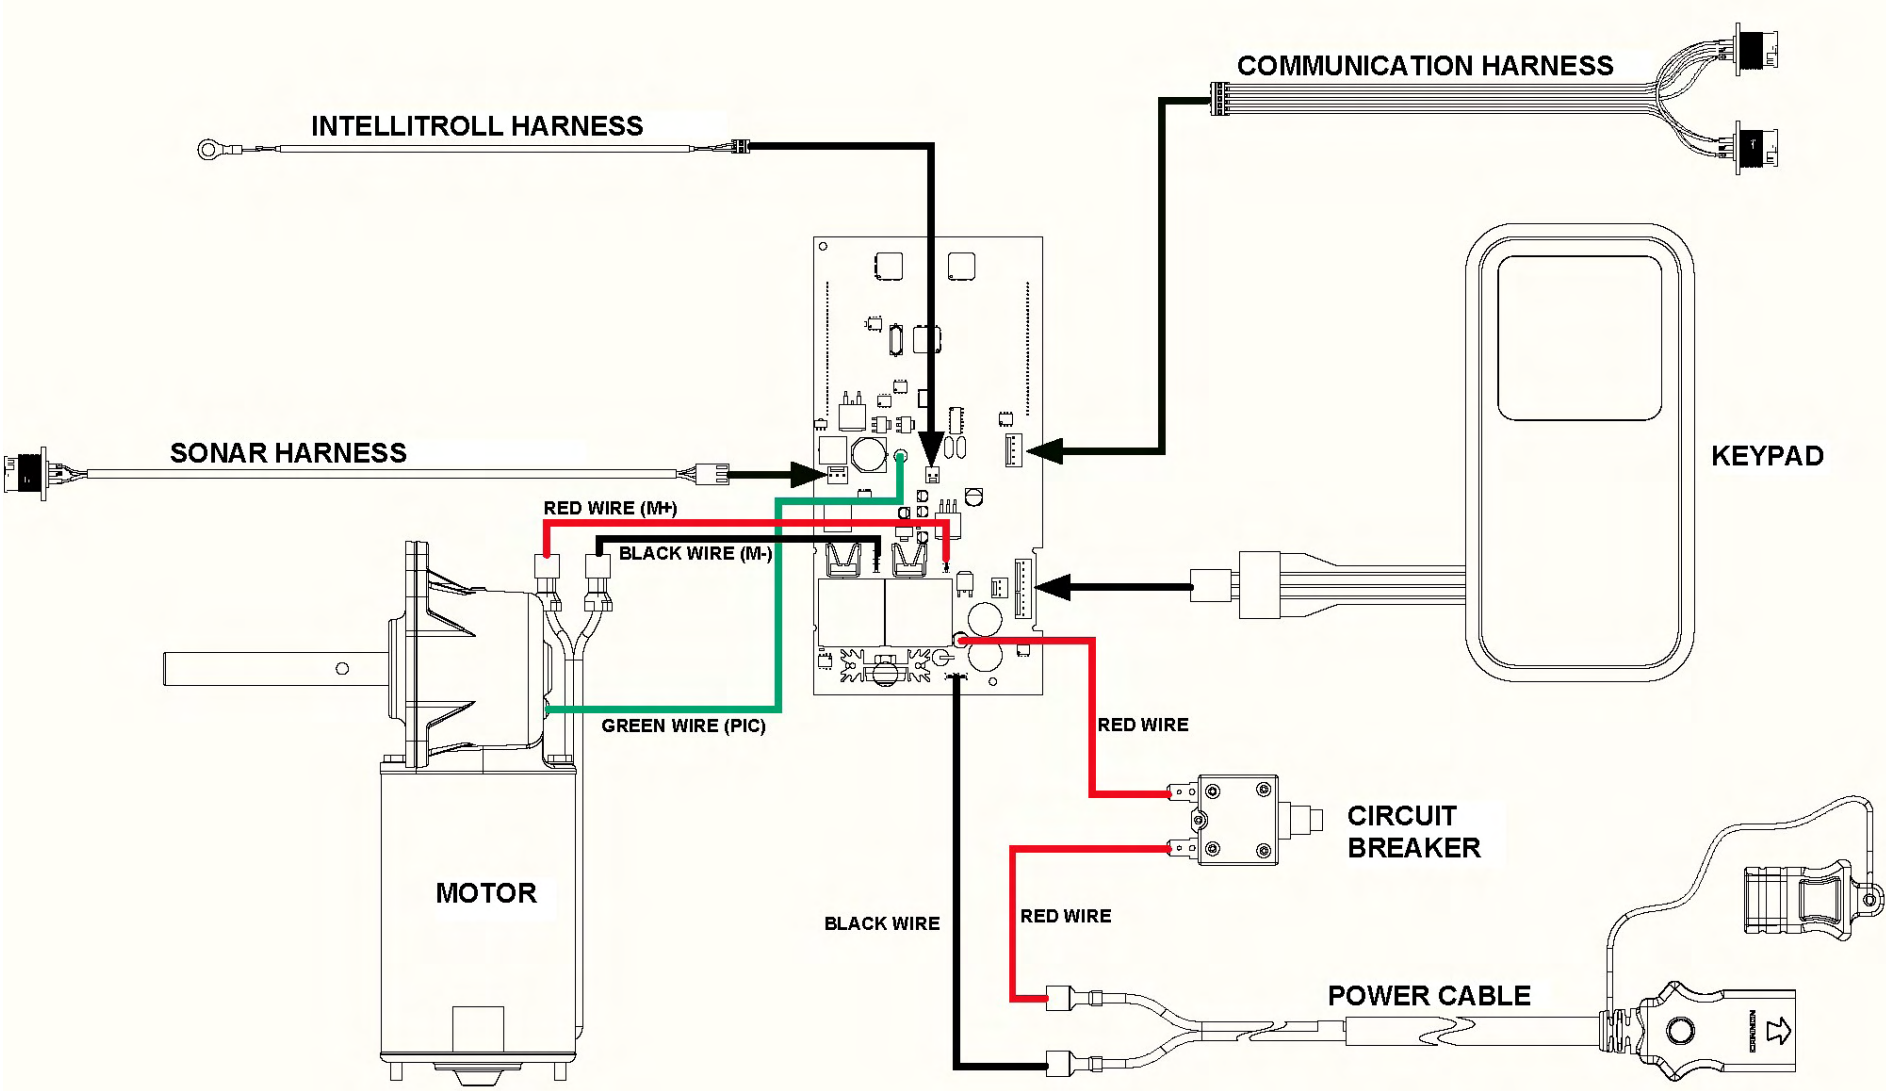 COMMUNICATION HARNESS
INTELLITROLL HARNESS
SONAR HARNESS
KEYPAD
RED WIRE (M+)
BLACK WIRE (M-)
GREEN WIRE (PIC)
RED WIRE
CIRCUIT
BREAKER
MOTOR
BLACK WIRE
RED WIRE
POWER CABLE